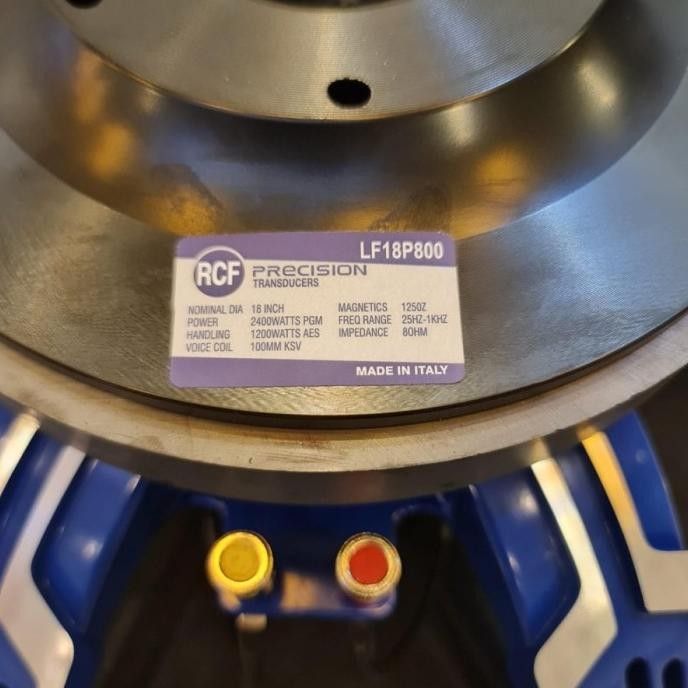 LF18P800
RCF PRECISION
TRANSDUCERS
NOMINAL DIA 18 INCH MAGNETICS 125OZ
POWER 2400WATTS PGM FREQ RANGE 25HZ-1KHZ
HANDLING 1200WATTS AES IMPEDANCE 8OHM
VOICE COIL 100MM KSV
MADE IN ITALY